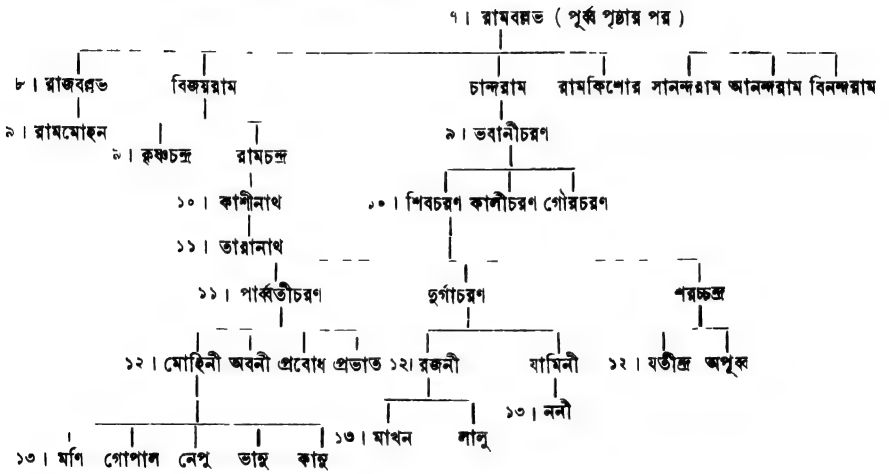 ৭। রামবল্লভ ( পূর্ব্ব পৃষ্ঠার পর )
৮। রাজবল্লভ বিজয়রাম চান্দরাম রামকিশোর সানন্দরাম আনন্দরাম বিনন্দরাম
৯। রামমোহন ৯। কৃষ্ণচন্দ্র রামচন্দ্র ৯। ভবানীচরণ
১০। কাশীনাথ ১০। শিবচরণ কালীচরণ গৌরচরণ
১১। তারানাথ
১১। পার্ব্বতীচরণ দুর্গাচরণ শরচ্চন্দ্র
১২। মোহিনী অবনী প্রবোধ প্রভাত ১২। রজনী যামিনী ১২। যতীন্দ্র অপূর্ব্ব
১৩। ননী
১৩। মণি গোপাল নেপু ভানু কানু ১৩। মাখন লালু